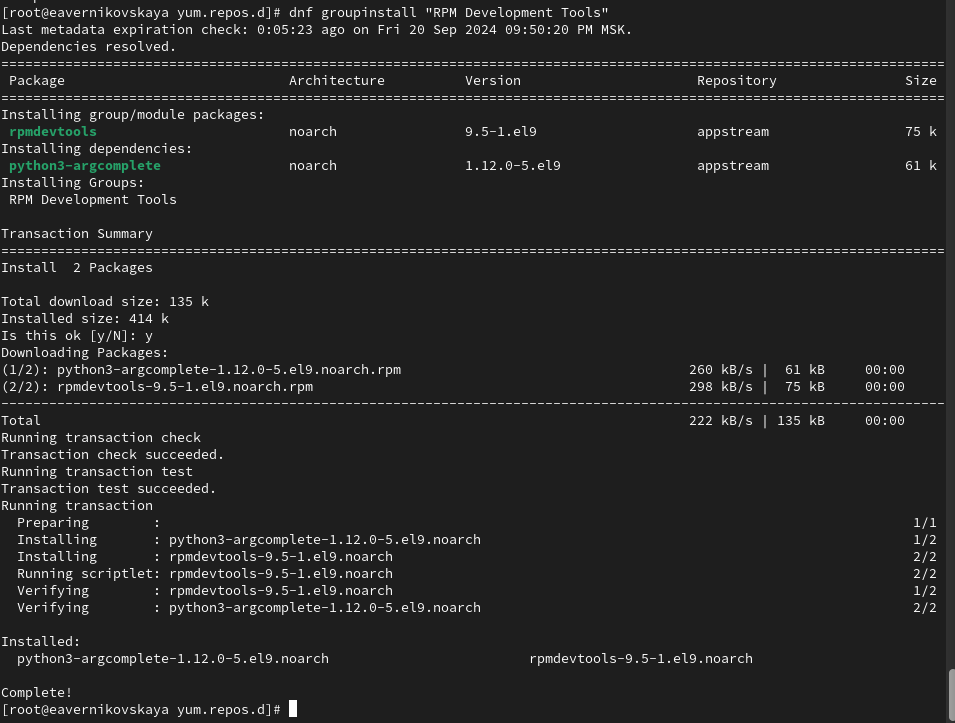 [root@eavernikovskaya yum.repos.d]# dnf groupinstall "RPM Development Tools"
Last metadata expiration check: 0:05:23 ago on Fri 20 Sep 2024 09:50:20 PM MSK.
Dependencies resolved.
================================================================================
 Package                            Architecture          Version                      Repository                Size
================================================================================
Installing group/module packages:
 rpmdevtools                        noarch                9.5-1.el9                    appstream                 75 k
Installing dependencies:
 python3-argcomplete                noarch                1.12.0-5.el9                 appstream                 61 k
Installing Groups:
 RPM Development Tools

Transaction Summary
================================================================================
Install  2 Packages

Total download size: 135 k
Installed size: 414 k
Is this ok [y/N]: y
Downloading Packages:
(1/2): python3-argcomplete-1.12.0-5.el9.noarch.rpm                                    260 kB/s |  61 kB     00:00
(2/2): rpmdevtools-9.5-1.el9.noarch.rpm                                               298 kB/s |  75 kB     00:00
--------------------------------------------------------------------------------
Total                                                                                 222 kB/s | 135 kB     00:00
Running transaction check
Transaction check succeeded.
Running transaction test
Transaction test succeeded.
Running transaction
  Preparing        :                                                                                              1/1
  Installing       : python3-argcomplete-1.12.0-5.el9.noarch                                                      1/2
  Installing       : rpmdevtools-9.5-1.el9.noarch                                                                 2/2
  Running scriptlet: rpmdevtools-9.5-1.el9.noarch                                                                 2/2
  Verifying        : rpmdevtools-9.5-1.el9.noarch                                                                 1/2
  Verifying        : python3-argcomplete-1.12.0-5.el9.noarch                                                      2/2

Installed:
  python3-argcomplete-1.12.0-5.el9.noarch                         rpmdevtools-9.5-1.el9.noarch

Complete!
[root@eavernikovskaya yum.repos.d]#